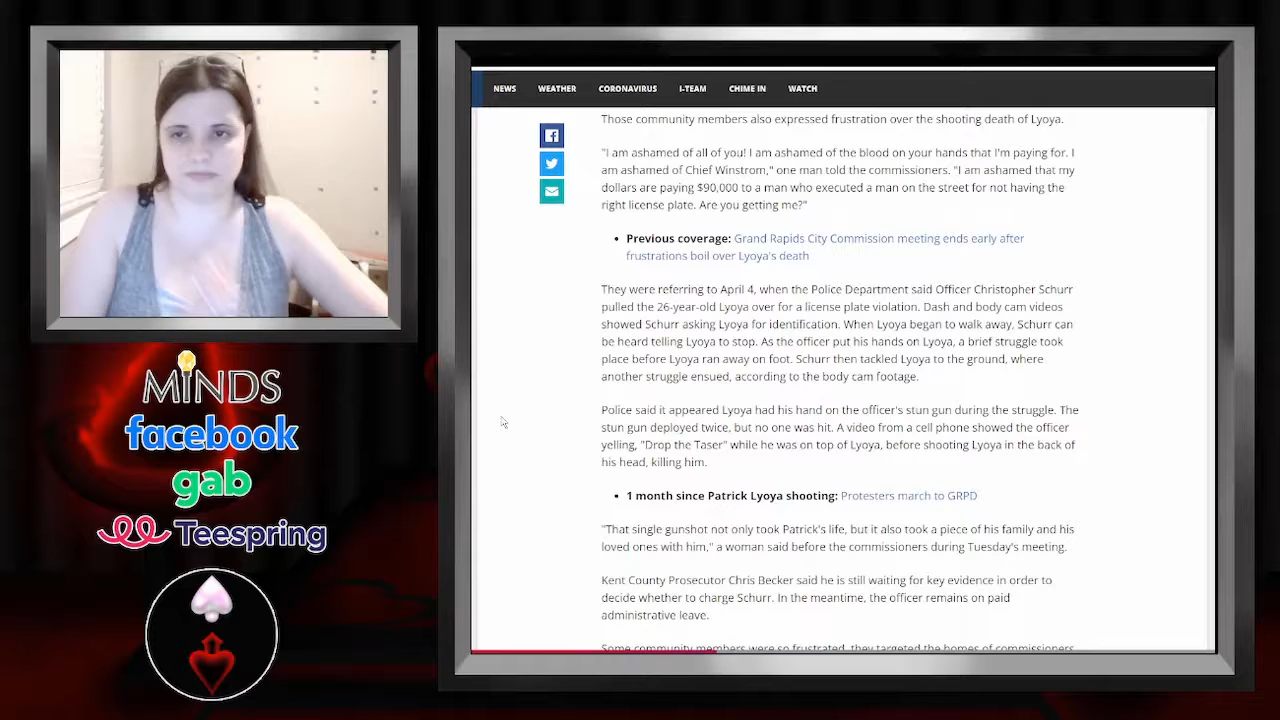 NEWS WEATHER CORONAVIRUS I-TEAM CHIME IN WATCH
Those community members also expressed frustration over the shooting death of Lyoya.
"I am ashamed of all of you! I am ashamed of the blood on your hands that I'm paying for. I
am ashamed of Chief Winstrom," one man told the commissioners. "I am ashamed that my
dollars are paying $90,000 to a man who executed a man on the street for not having the
right license plate. Are you getting me?"
Previous coverage: Grand Rapids City Commission meeting ends early after
frustrations boil over Lyoya's death
They were referring to April 4, when the Police Department said Officer Christopher Schurr
pulled the 26-year-old Lyoya over for a license plate violation. Dash and body cam videos
showed Schurr asking Lyoya for identification. When Lyoya began to walk away, Schurr can
be heard telling Lyoya to stop. As the officer put his hands on Lyoya, a brief struggle took
place before Lyoya ran away on foot. Schurr then tackled Lyoya to the ground, where
another struggle ensued, according to the body cam footage.
Police said it appeared Lyoya had his hand on the officer's stun gun during the struggle. The
stun gun deployed twice, but no one was hit. A video from a cell phone showed the officer
yelling, "Drop the Taser" while he was on top of Lyoya, before shooting Lyoya in the back of
his head, killing him.
1 month since Patrick Lyoya shooting: Protesters march to GRPD
"That single gunshot not only took Patrick's life, but it also took a piece of his family and his
loved ones with him," a woman said before the commissioners during Tuesday's meeting.
Kent County Prosecutor Chris Becker said he is still waiting for key evidence in order to
decide whether to charge Schurr. In the meantime, the officer remains on paid
administrative leave.
Some community members were so frustrated, they targeted the homes of commissioners
MINDS
facebook
gab
Teespring